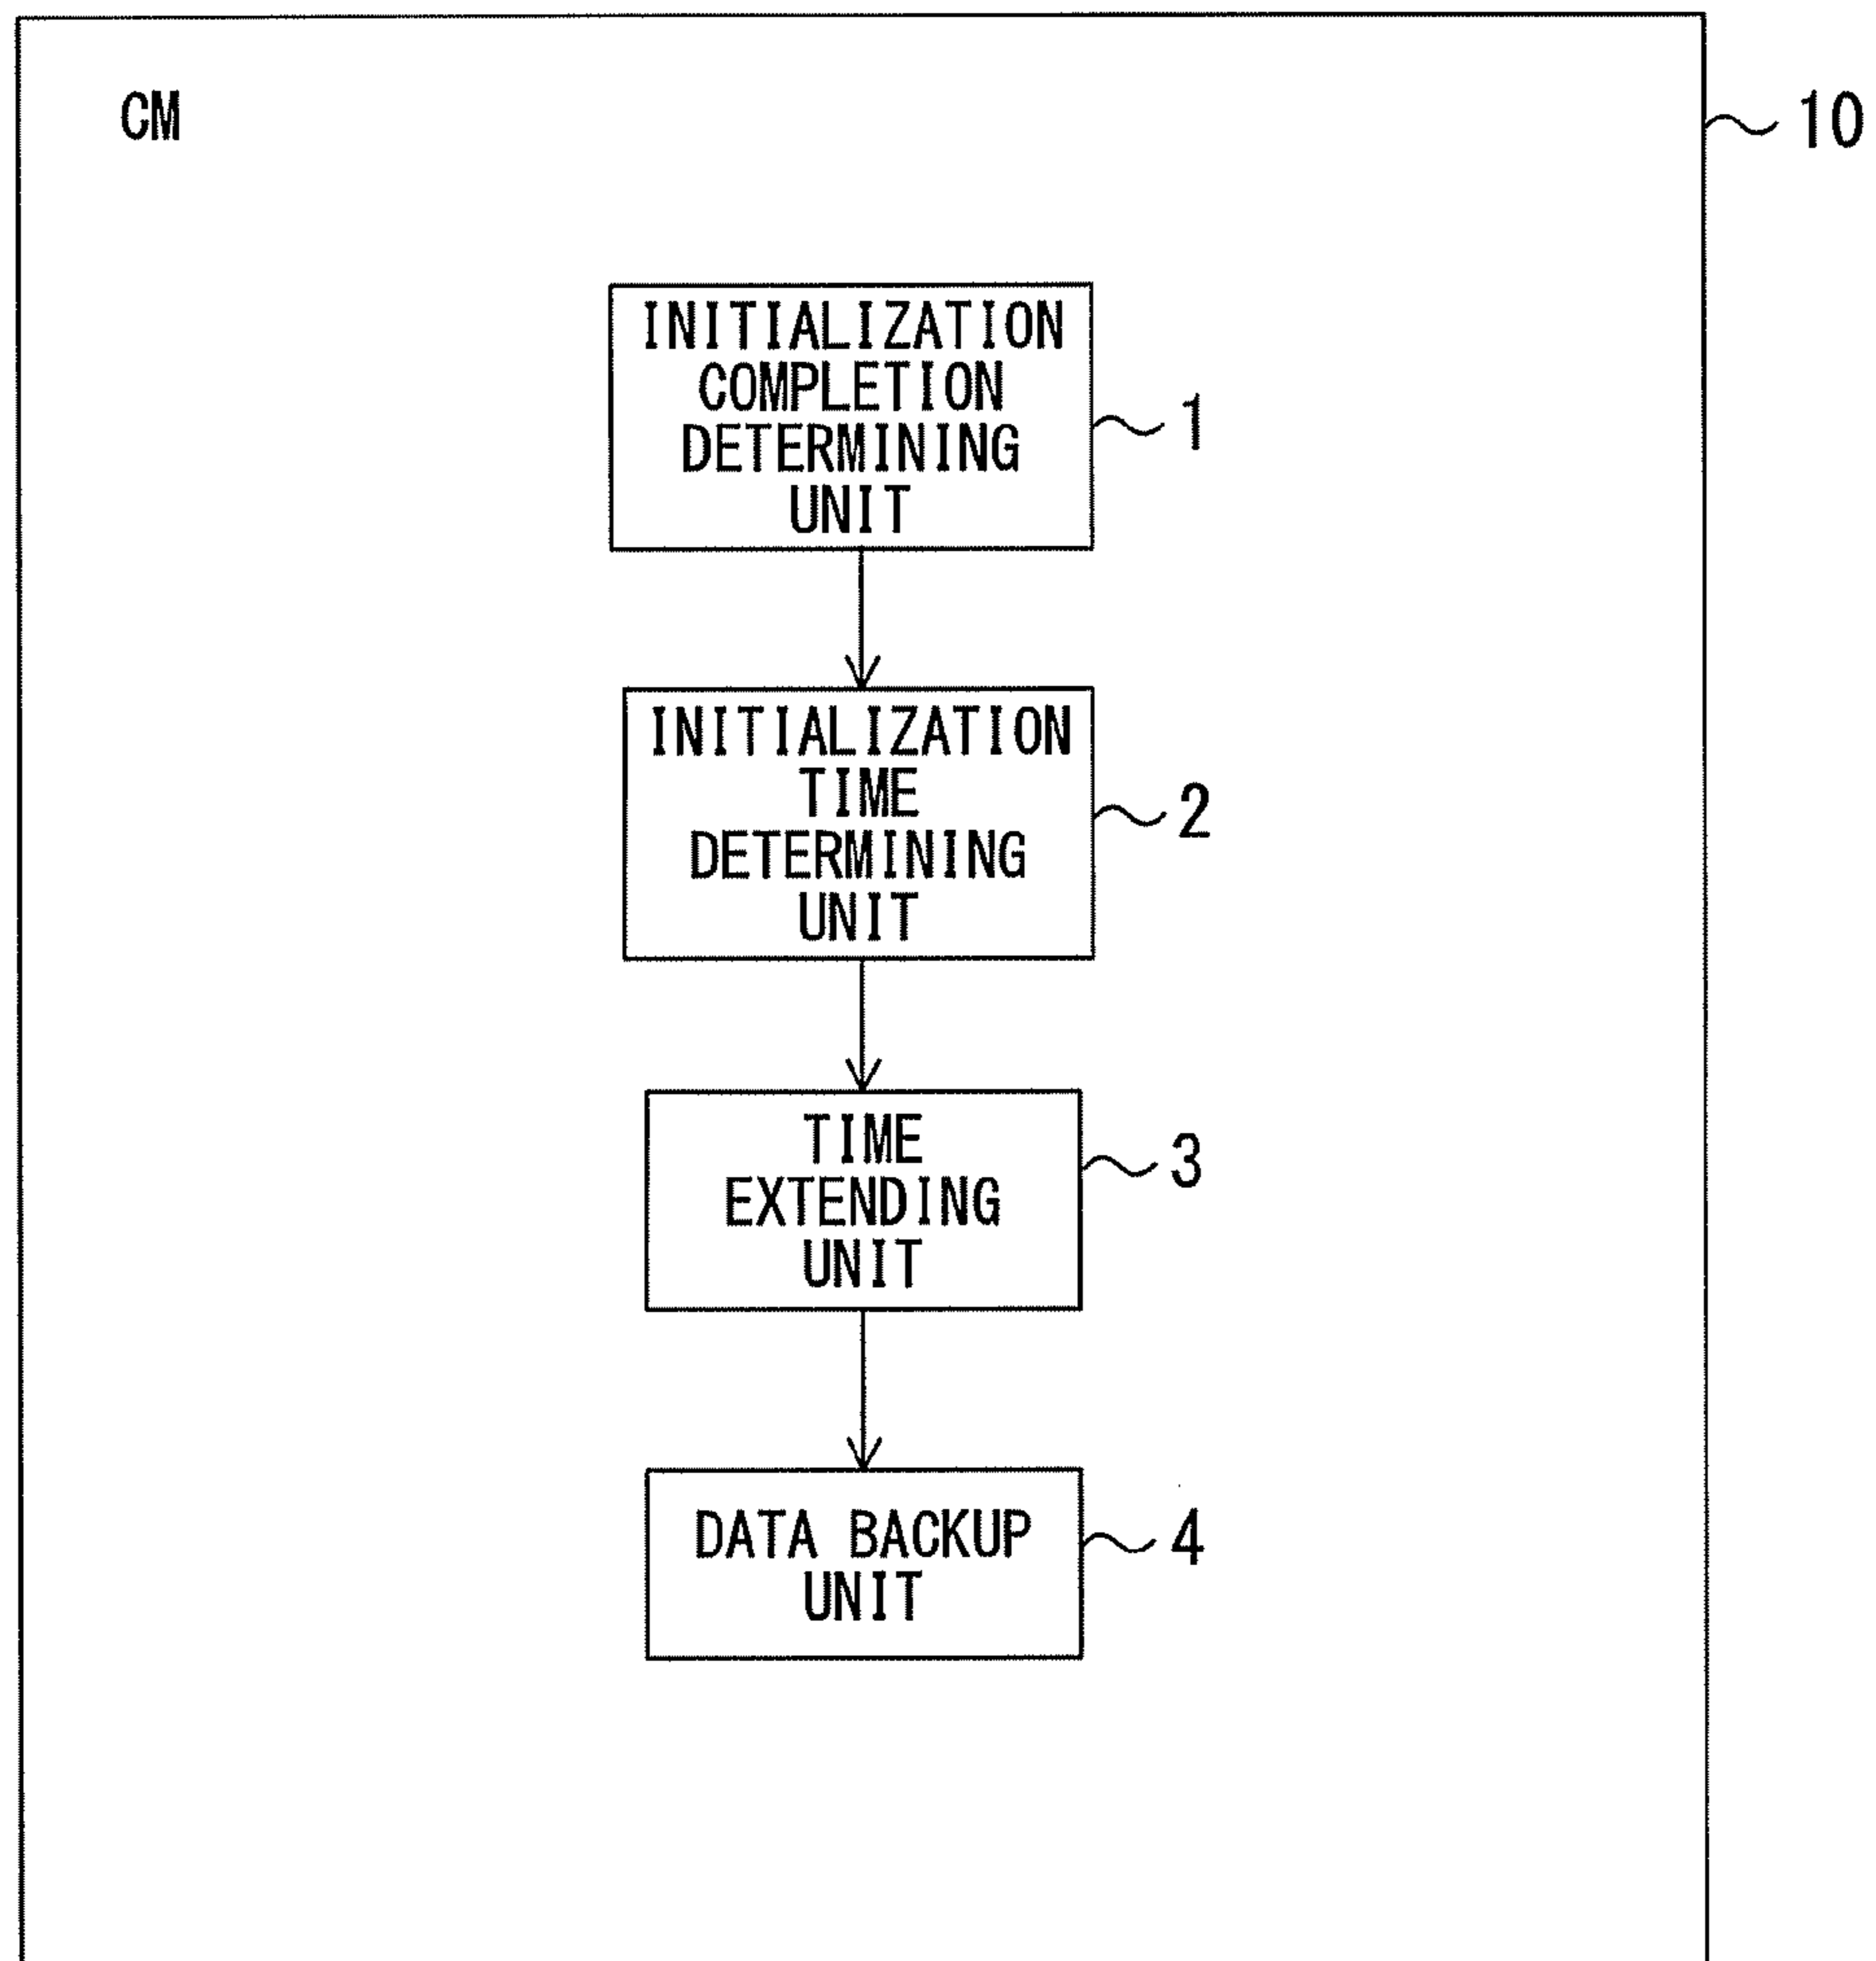 CM
10
INITIALIZATION
COMPLETION
DETERMINING
UNIT
1
INITIALIZATION
TIME
DETERMINING
UNIT
2
TIME
EXTENDING
UNIT
3
DATA BACKUP
UNIT
4